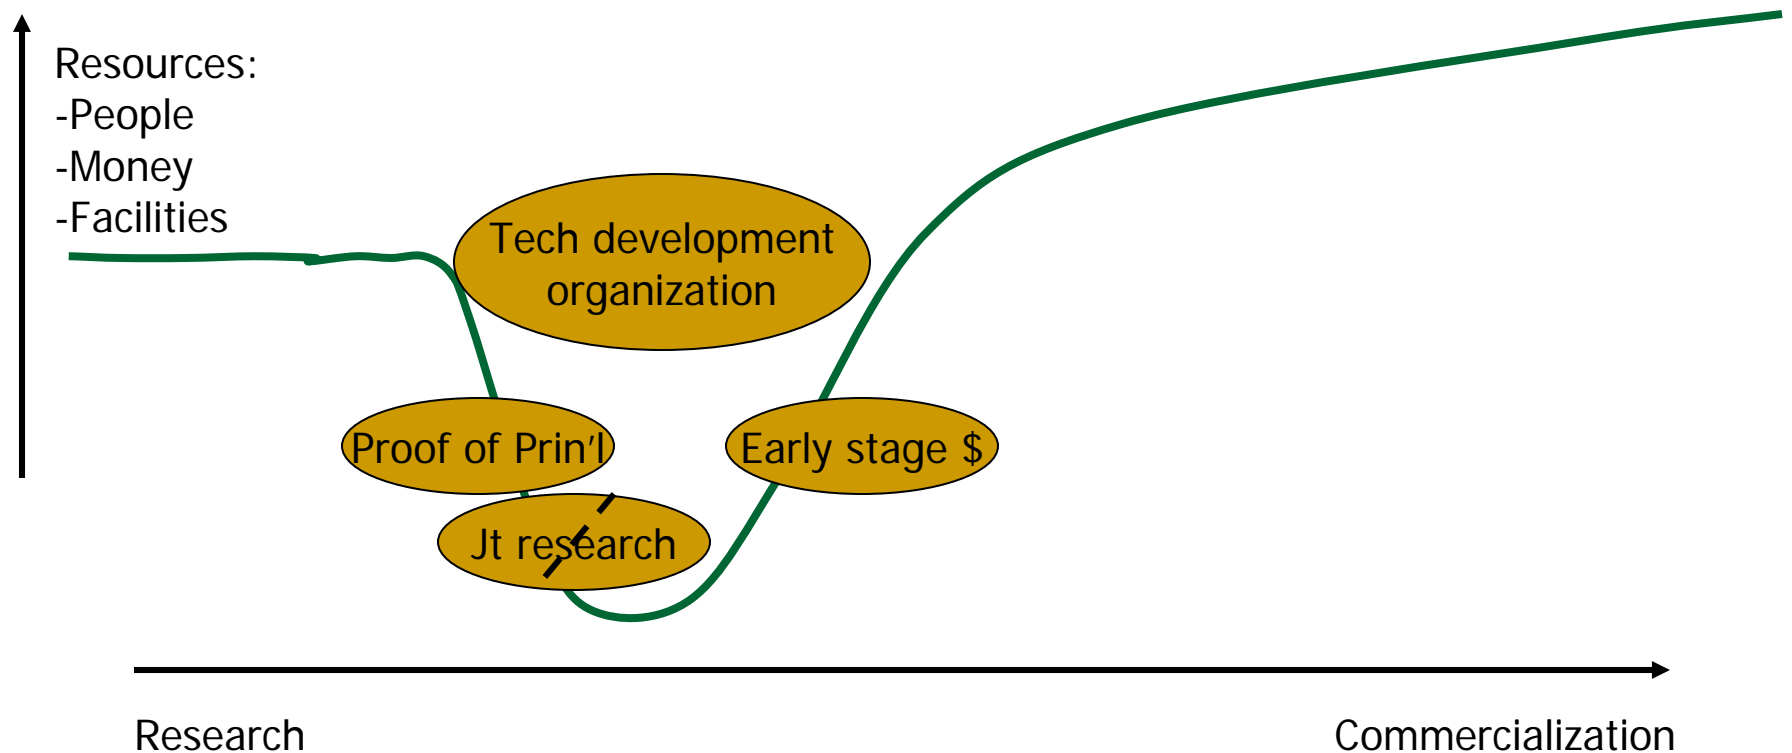 Resources:
-People
-Money
-Facilities
Tech development
organization
Proof of Prin'l
Early stage $
Jt research
Research
Commercialization